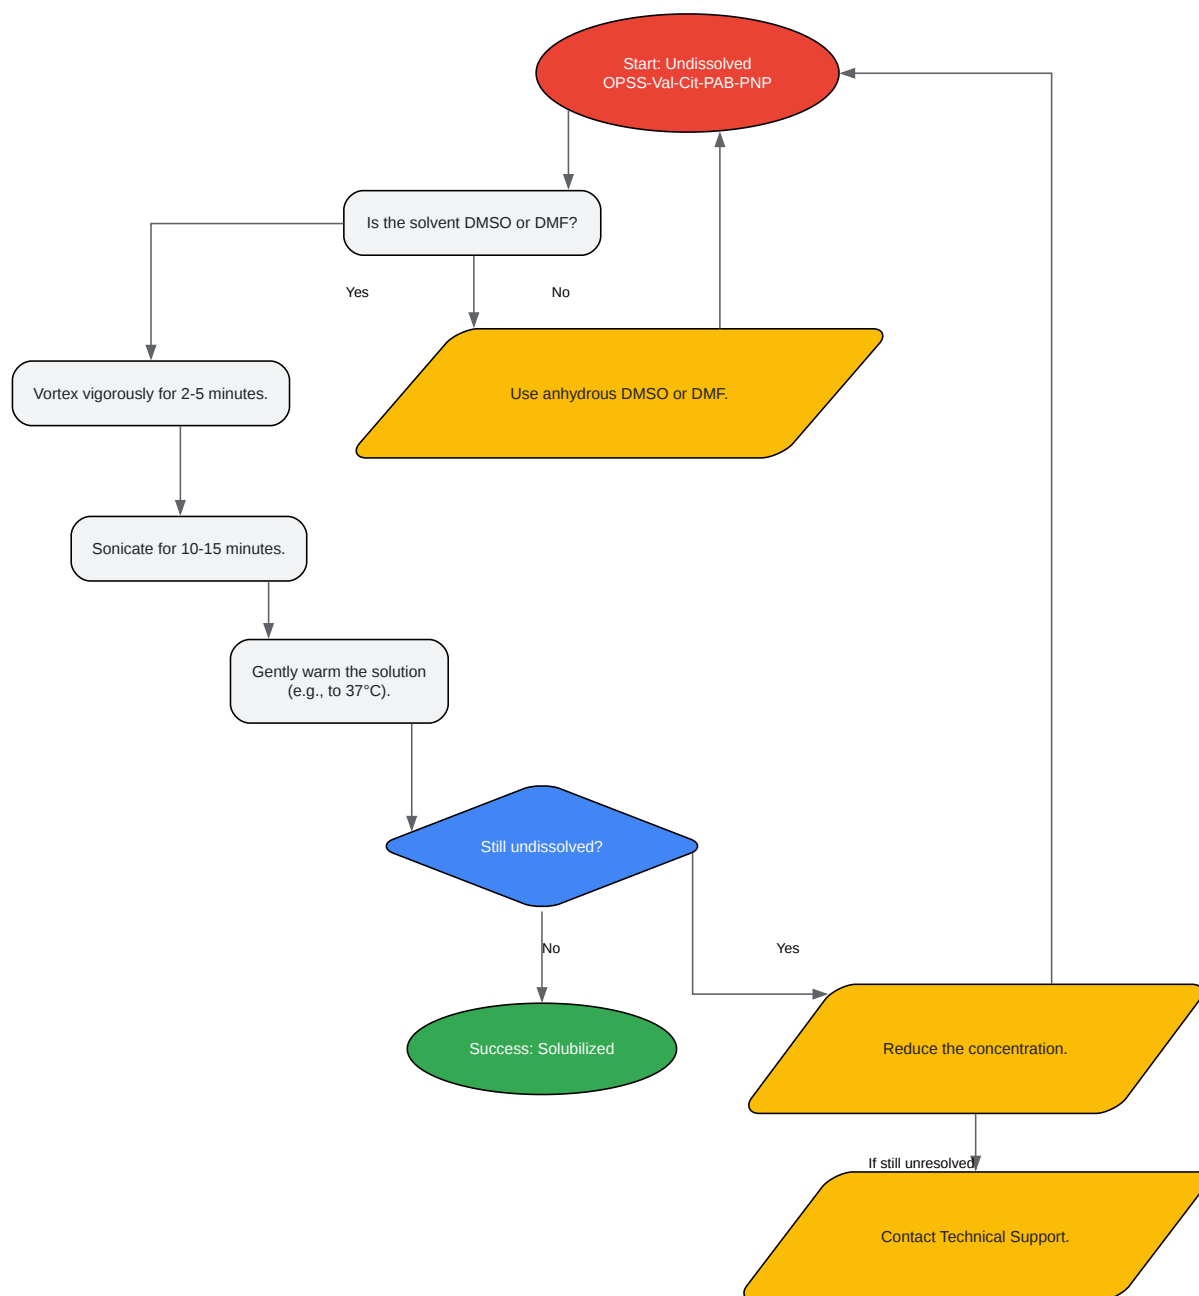 Start: Undissolved
OPSS-Val-Cit-PAB-PNP
Is the solvent DMSO or DMF?
Yes
No
Use anhydrous DMSO or DMF.
Vortex vigorously for 2-5 minutes.
Sonicate for 10-15 minutes.
Gently warm the solution
(e.g., to 37°C).
Still undissolved?
No
Yes
Success: Solubilized
Reduce the concentration.
If still unresolved
Contact Technical Support.